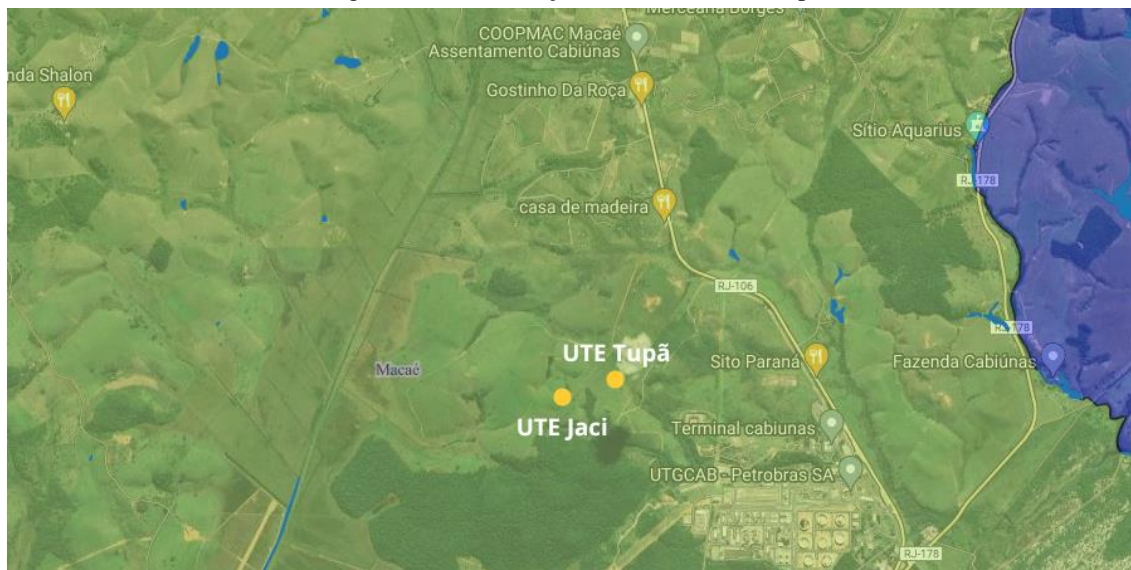 Merceana Borges
COOPMAC Macaé
Assentamento Cabiúnas
nda Shalon
Gostinho Da Roça
Sítio Aquarius
RJ-178
casa de madeira
RJ-106
RJ-178
UTE Tupã
Sito Paraná
Fazenda Cabiúnas
Macaé
UTE Jaci
Terminal cabiunas
UTGCAB - Petrobras SA
RJ-178